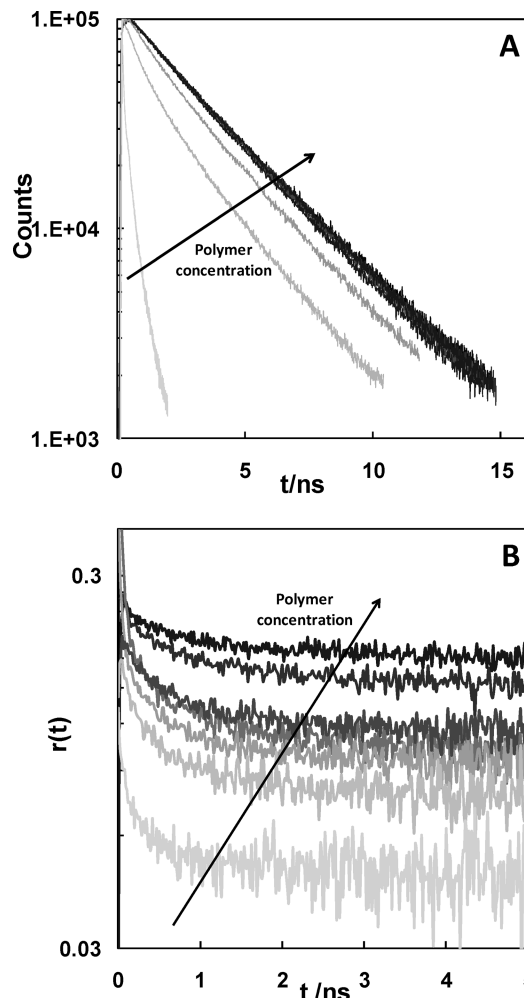 1.E+05
A
Counts
1.E+04
Polymer
concentration
1.E+03
0
5
10
15
t/ns
B
0.3
Polymer
concentration
r(t)
0.03
0
1
2
3
4
t /ns